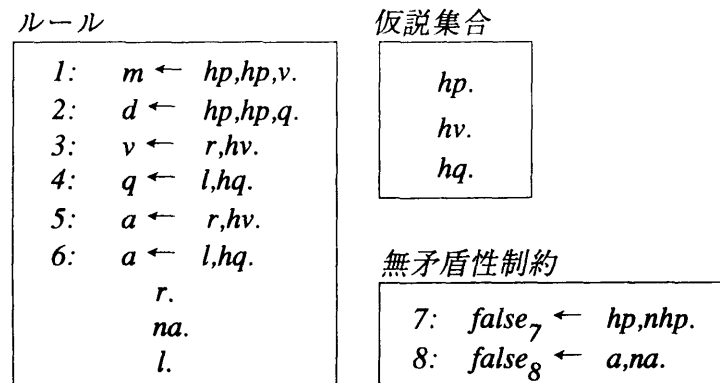 ルール
1: m ← hp,hp,v.
2: d ← hp,hp,q.
3: v ← r,hv.
4: q ← l,hq.
5: a ← r,hv.
6: a ← l,hq.
r.
na.
l.
仮説集合
hp.
hv.
hq.
無矛盾性制約
7: false7 ← hp,nhp.
8: false8 ← a,na.